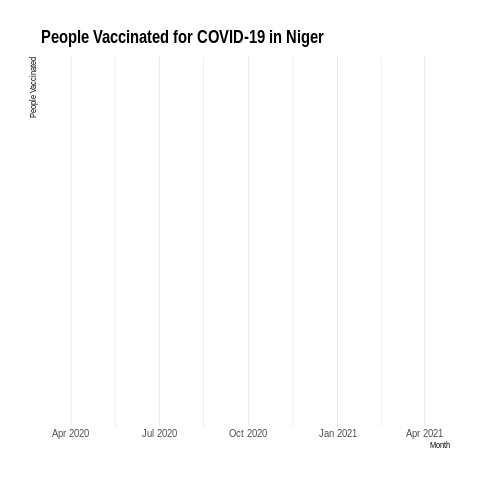 People Vaccinated for COVID-19 in Niger
People Vaccinated
Apr 2020
Jul 2020
Oct 2020
Jan 2021
Apr 2021
Month